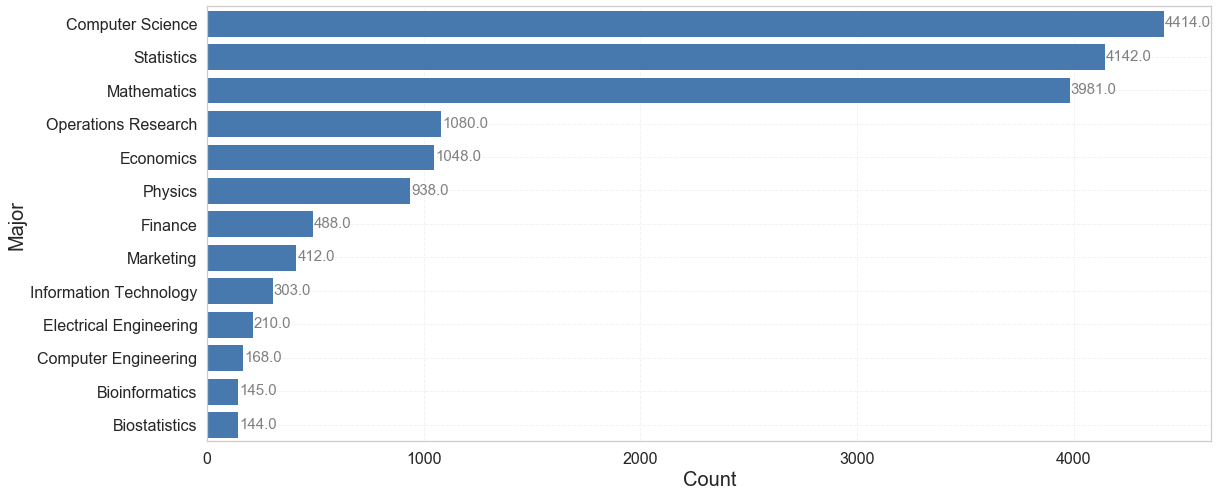 Computer Science 4414.0
Statistics 4142.0
Mathematics 3981.0
Operations Research 1080.0
Economics 1048.0
Physics 938.0
Finance 488.0
Marketing 412.0
Information Technology 303.0
Electrical Engineering 210.0
Computer Engineering 168.0
Bioinformatics 145.0
Biostatistics 144.0
Major
0 1000 2000 3000 4000
Count